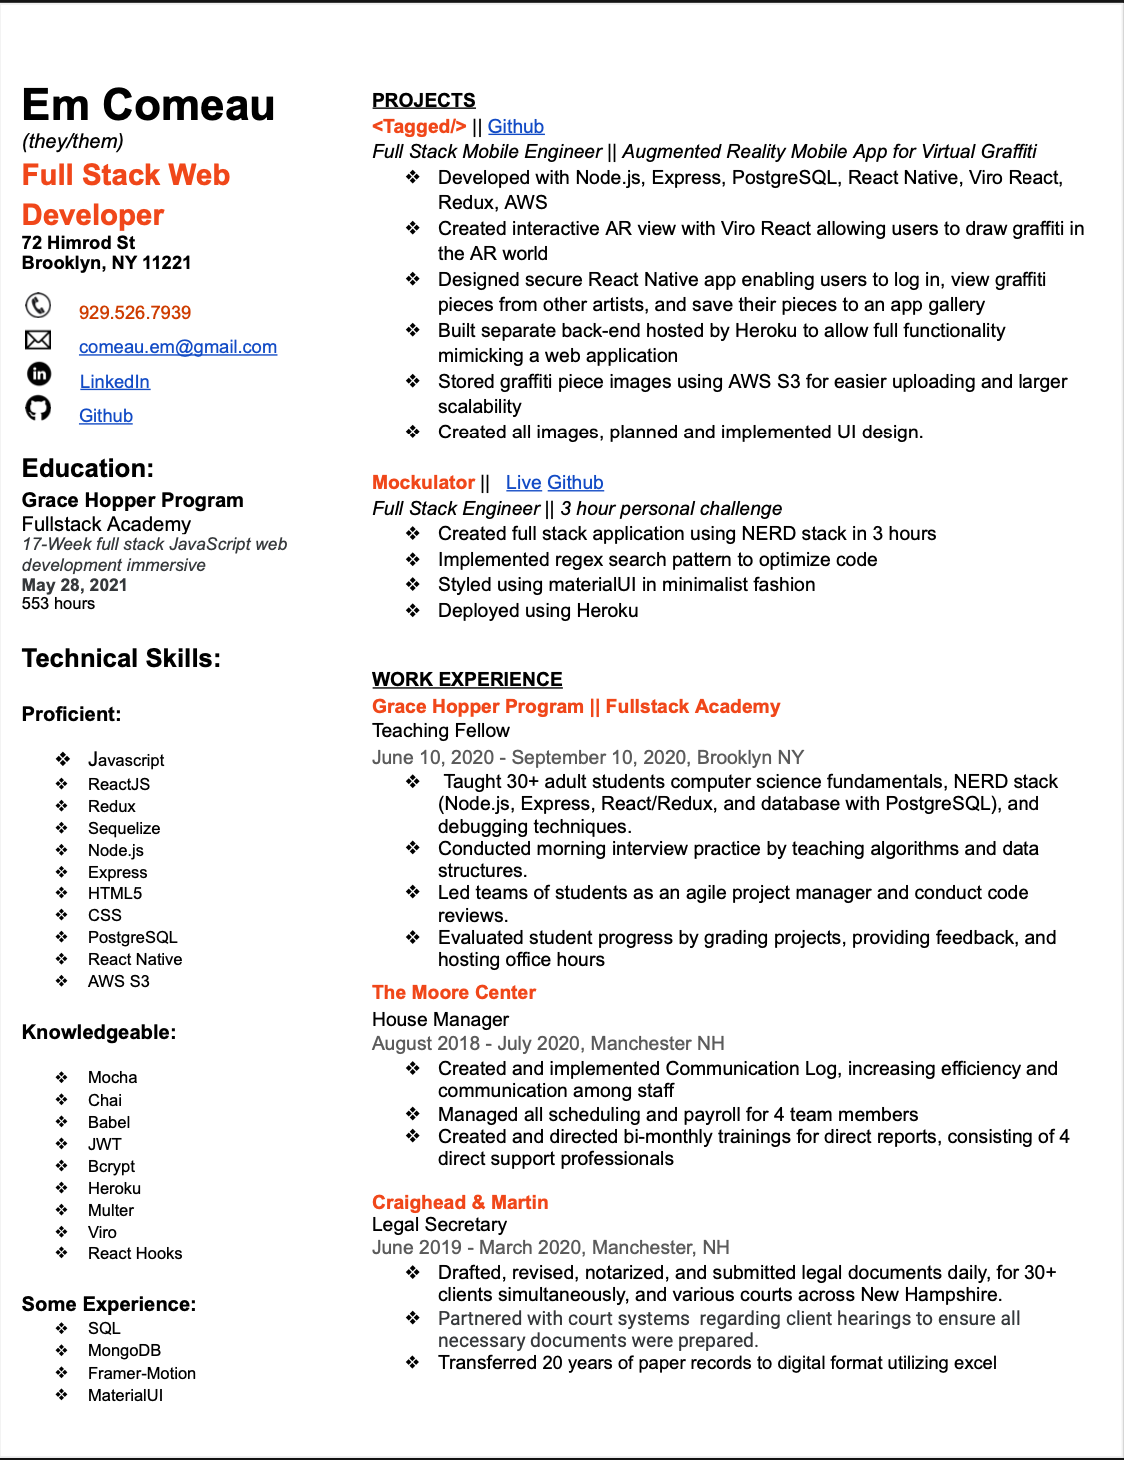 Em Comeau
(they/them)
Full Stack Web
Developer
72 Himrod St
Brooklyn, NY 11221
929.526.7939
comeau.em@gmail.com
LinkedIn
Github
Education:
Grace Hopper Program
Fullstack Academy
17-Week full stack JavaScript web
development immersive
May 28, 2021
553 hours
Technical Skills:
Proficient:
❖ Javascript
❖ ReactJS
❖ Redux
❖ Sequelize
❖ Node.js
❖ Express
❖ HTML5
❖ CSS
❖ PostgreSQL
❖ React Native
❖ AWS S3
Knowledgeable:
❖ Mocha
❖ Chai
❖ Babel
❖ JWT
❖ Bcrypt
❖ Heroku
❖ Multer
❖ Viro
❖ React Hooks
Some Experience:
❖ SQL
❖ MongoDB
❖ Framer-Motion
❖ MaterialUI
PROJECTS
<Tagged/> || Github
Full Stack Mobile Engineer || Augmented Reality Mobile App for Virtual Graffiti
❖ Developed with Node.js, Express, PostgreSQL, React Native, Viro React,
Redux, AWS
❖ Created interactive AR view with Viro React allowing users to draw graffiti in
the AR world
❖ Designed secure React Native app enabling users to log in, view graffiti
pieces from other artists, and save their pieces to an app gallery
❖ Built separate back-end hosted by Heroku to allow full functionality
mimicking a web application
❖ Stored graffiti piece images using AWS S3 for easier uploading and larger
scalability
❖ Created all images, planned and implemented UI design.
Mockulator || Live Github
Full Stack Engineer || 3 hour personal challenge
❖ Created full stack application using NERD stack in 3 hours
❖ Implemented regex search pattern to optimize code
❖ Styled using materialUI in minimalist fashion
❖ Deployed using Heroku
WORK EXPERIENCE
Grace Hopper Program || Fullstack Academy
Teaching Fellow
June 10, 2020 - September 10, 2020, Brooklyn NY
❖ Taught 30+ adult students computer science fundamentals, NERD stack
(Node.js, Express, React/Redux, and database with PostgreSQL), and
debugging techniques.
❖ Conducted morning interview practice by teaching algorithms and data
structures.
❖ Led teams of students as an agile project manager and conduct code
reviews.
❖ Evaluated student progress by grading projects, providing feedback, and
hosting office hours
The Moore Center
House Manager
August 2018 - July 2020, Manchester NH
❖ Created and implemented Communication Log, increasing efficiency and
communication among staff
❖ Managed all scheduling and payroll for 4 team members
❖ Created and directed bi-monthly trainings for direct reports, consisting of 4
direct support professionals
Craighead & Martin
Legal Secretary
June 2019 - March 2020, Manchester, NH
❖ Drafted, revised, notarized, and submitted legal documents daily, for 30+
clients simultaneously, and various courts across New Hampshire.
❖ Partnered with court systems regarding client hearings to ensure all
necessary documents were prepared.
❖ Transferred 20 years of paper records to digital format utilizing excel